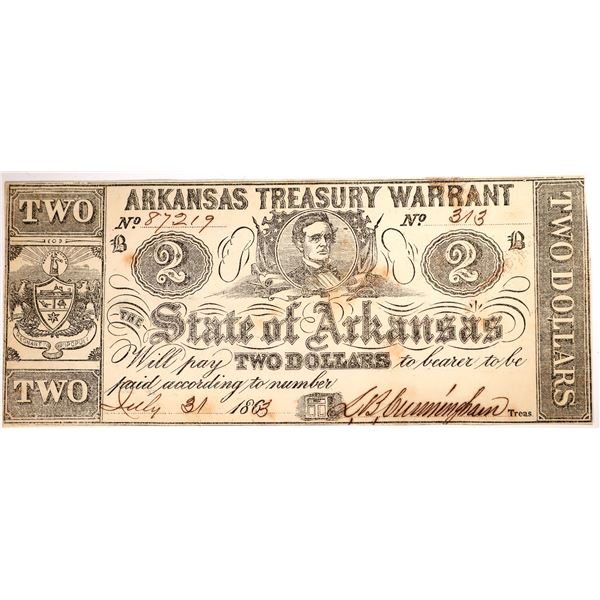 ARKANSAS TREASURY WARRANT
TWO
No 87219
No 313
B 2 2 B
THE State of Arkansas
Will pay TWO DOLLARS to bearer, to be
paid according to number
TWO
July 31 1863
L B Cunningham Treas.
TWO DOLLARS